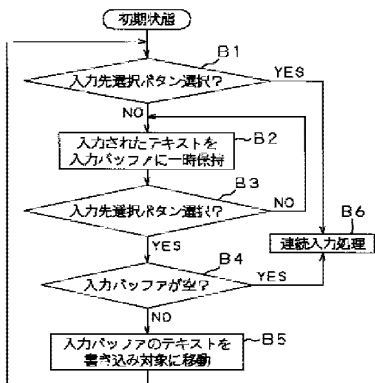 初期状態
B1
入力先選択ボタン選択?
YES
NO
入力されたテキストを
入力バッファに一時保持
B2
B3
入力先選択ボタン選択?
NO
YES
B6
連続入力処理
B4
入力バッファが空?
YES
NO
入力バッファのテキストを
書き込み対象に移動
B5